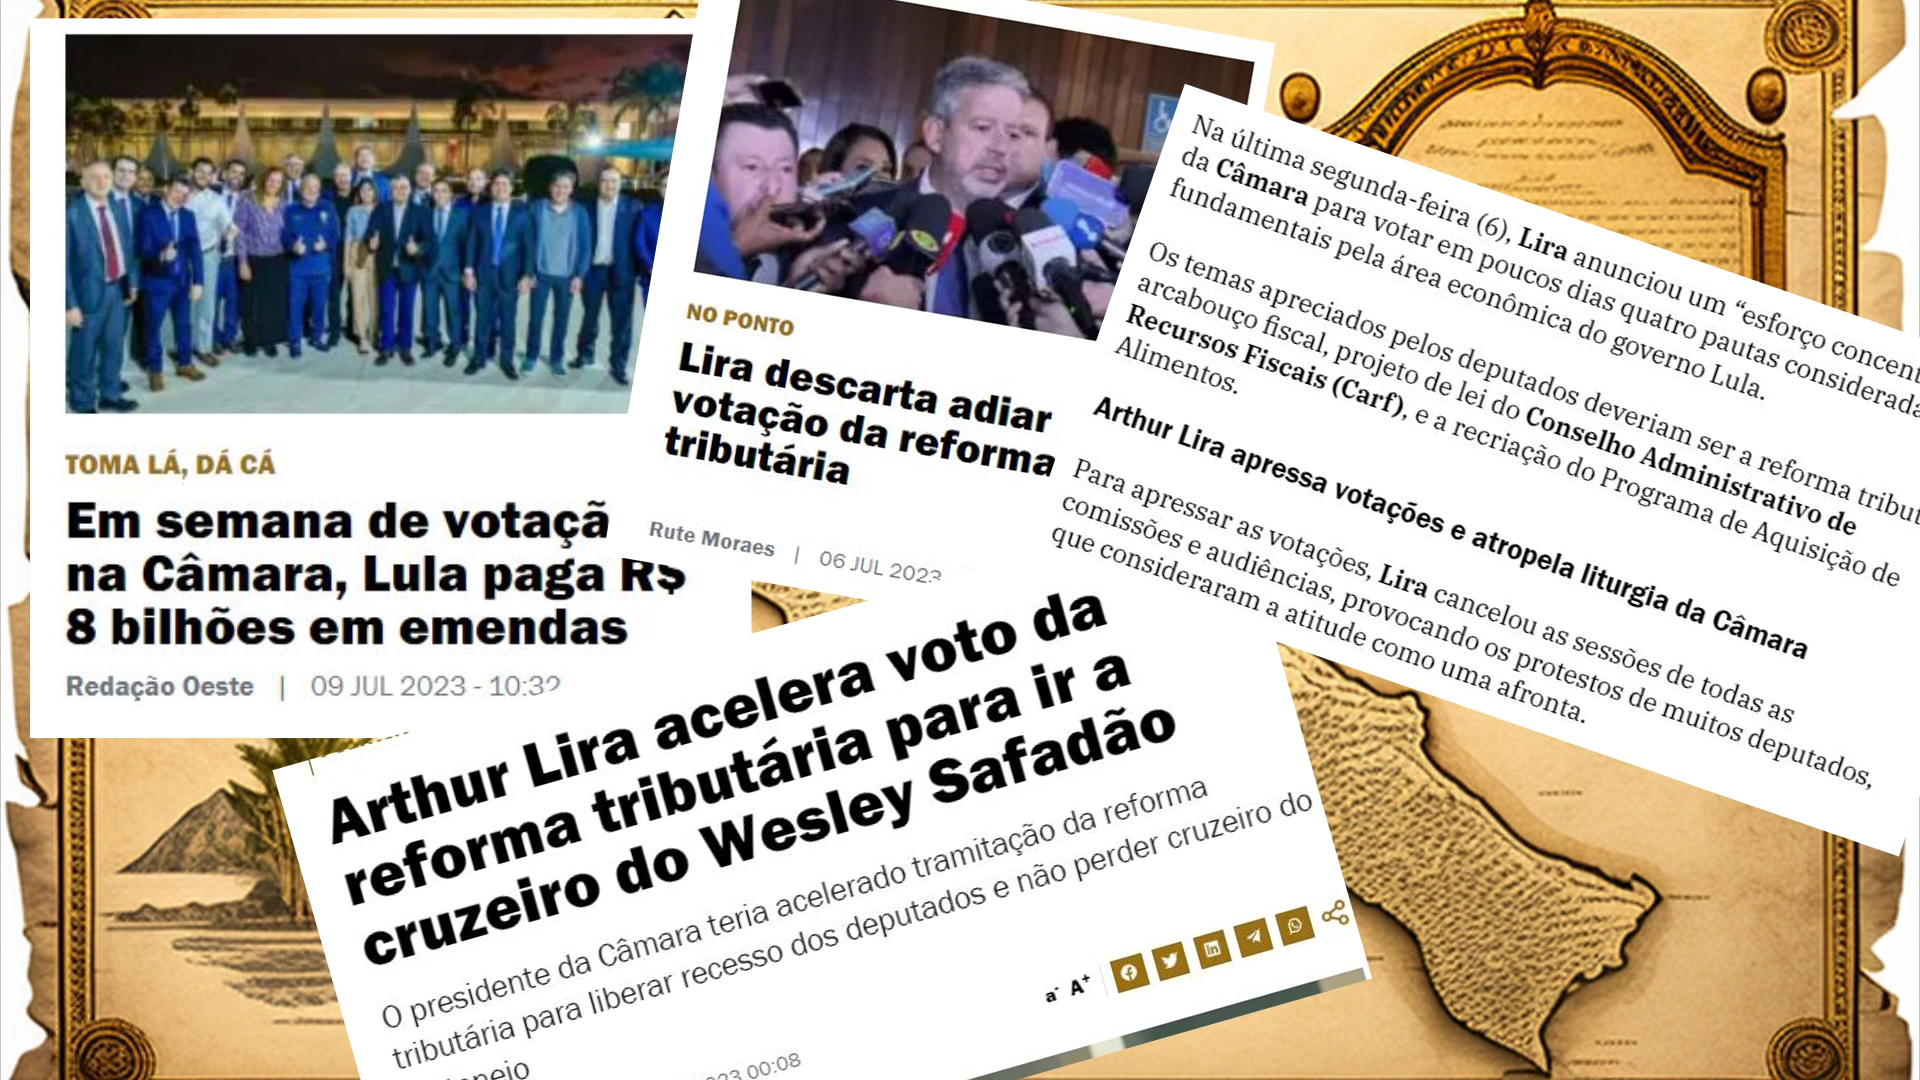 TOMA LÁ, DÁ CÁ
Em semana de votaçã
na Câmara, Lula paga R$
8 bilhões em emendas
Redação Oeste | 09 JUL 2023 - 10:32
NO PONTO
Lira descarta adiar
votação da reforma
tributária
Rute Moraes | 06 JUL 2023
Na última segunda-feira (6), Lira anunciou um “esforço concent
da Câmara para votar em poucos dias quatro pautas considerada
fundamentais pela área econômica do governo Lula.
Os temas apreciados pelos deputados deveriam ser a reforma tribut
arcabouço fiscal, projeto de lei do Conselho Administrativo de
Recursos Fiscais (Carf), e a recriação do Programa de Aquisição de
Alimentos.
Arthur Lira apressa votações e atropela liturgia da Câmara
Para apressar as votações, Lira cancelou as sessões de todas as
comissões e audiências, provocando os protestos de muitos deputados,
que consideraram a atitude como uma afronta.
Arthur Lira acelera voto da
reforma tributária para ir a
cruzeiro do Wesley Safadão
O presidente da Câmara teria acelerado tramitação da reforma
tributária para liberar recesso dos deputados e não perder cruzeiro do
a- A+
00:08